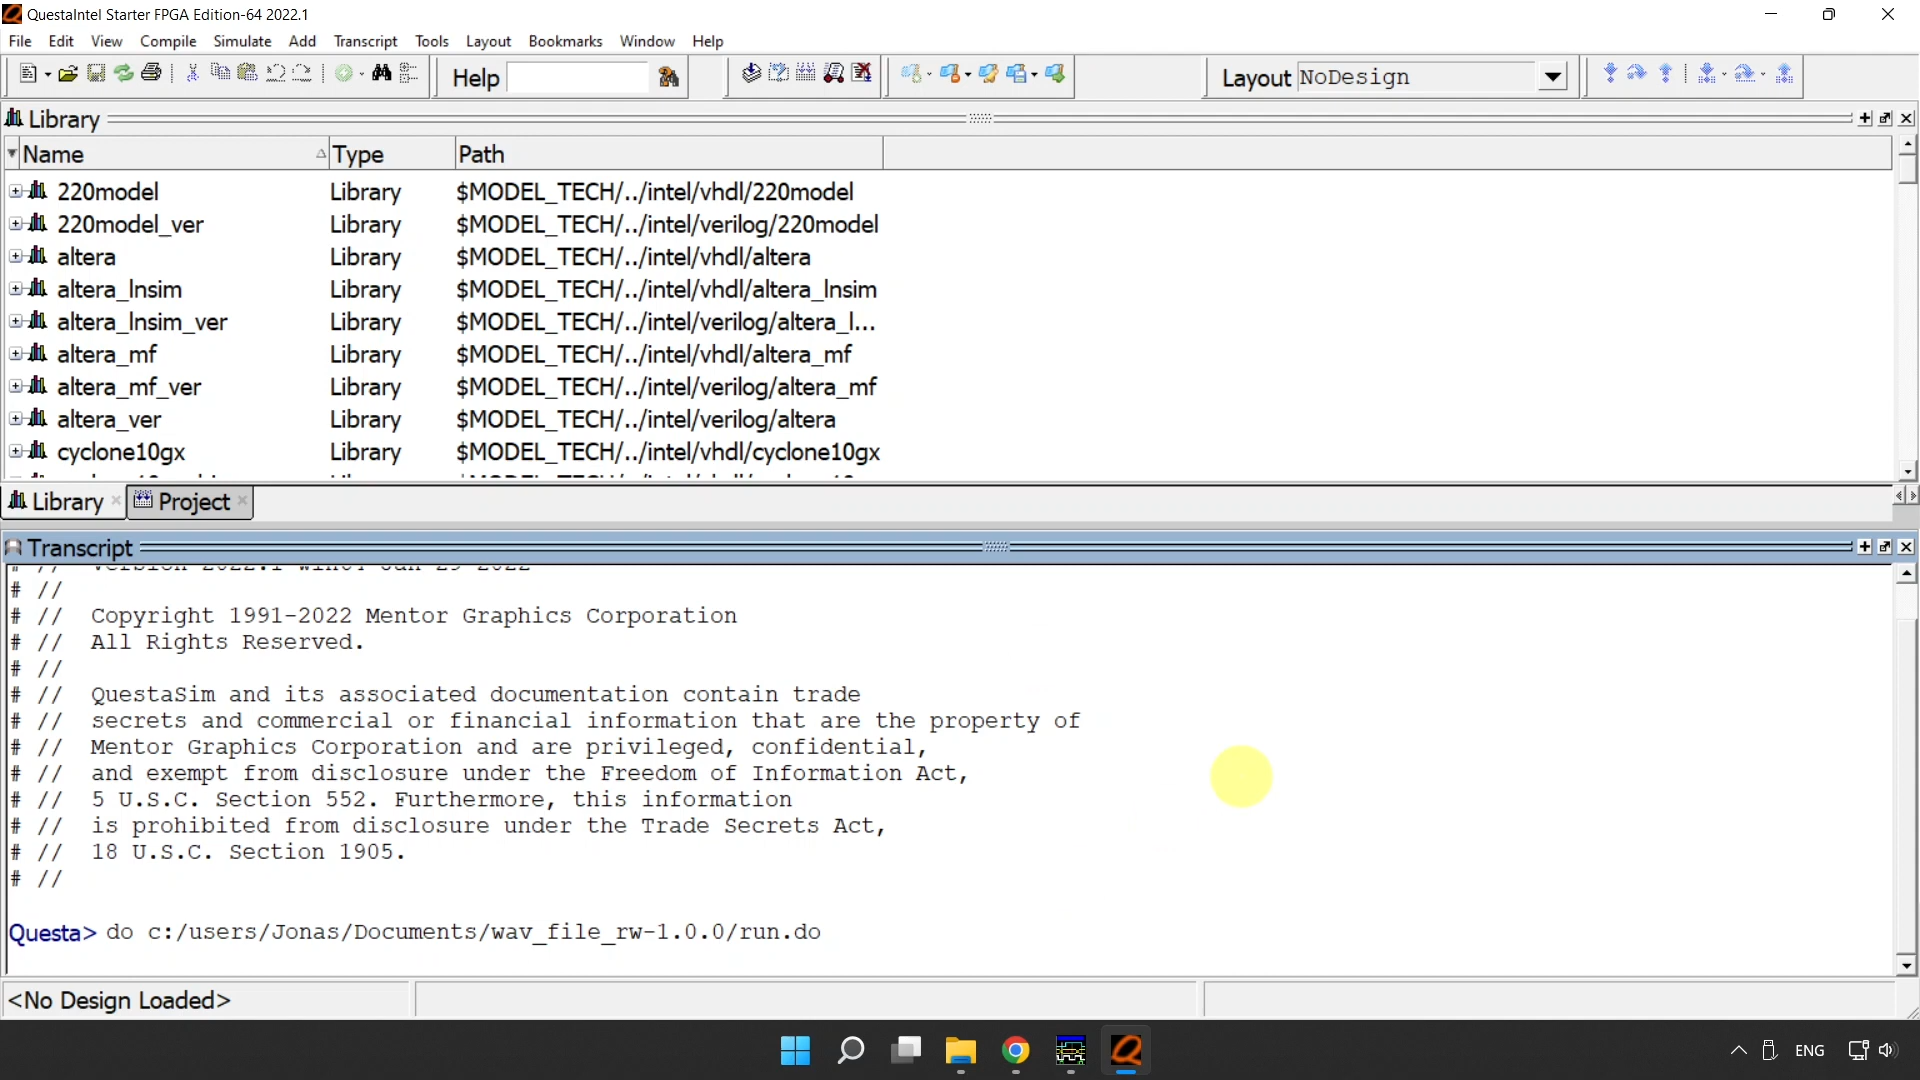 QuestaIntel Starter FPGA Edition-64 2022.1
File Edit View Compile Simulate Add Transcript Tools Layout Bookmarks Window Help
Help Layout NoDesign
Library
Name Type Path
220model Library $MODEL_TECH/../intel/vhdl/220model
220model_ver Library $MODEL_TECH/../intel/verilog/220model
altera Library $MODEL_TECH/../intel/vhdl/altera
altera_lnsim Library $MODEL_TECH/../intel/vhdl/altera_lnsim
altera_lnsim_ver Library $MODEL_TECH/../intel/verilog/altera_l...
altera_mf Library $MODEL_TECH/../intel/vhdl/altera_mf
altera_mf_ver Library $MODEL_TECH/../intel/verilog/altera_mf
altera_ver Library $MODEL_TECH/../intel/verilog/altera
cyclone10gx Library $MODEL_TECH/../intel/vhdl/cyclone10gx
Library Project
Transcript
# //
# // Copyright 1991-2022 Mentor Graphics Corporation
# // All Rights Reserved.
# //
# // QuestaSim and its associated documentation contain trade
# // secrets and commercial or financial information that are the property of
# // Mentor Graphics Corporation and are privileged, confidential,
# // and exempt from disclosure under the Freedom of Information Act,
# // 5 U.S.C. Section 552. Furthermore, this information
# // is prohibited from disclosure under the Trade Secrets Act,
# // 18 U.S.C. Section 1905.
# //
Questa> do c:/users/Jonas/Documents/wav_file_rw-1.0.0/run.do
<No Design Loaded>
ENG